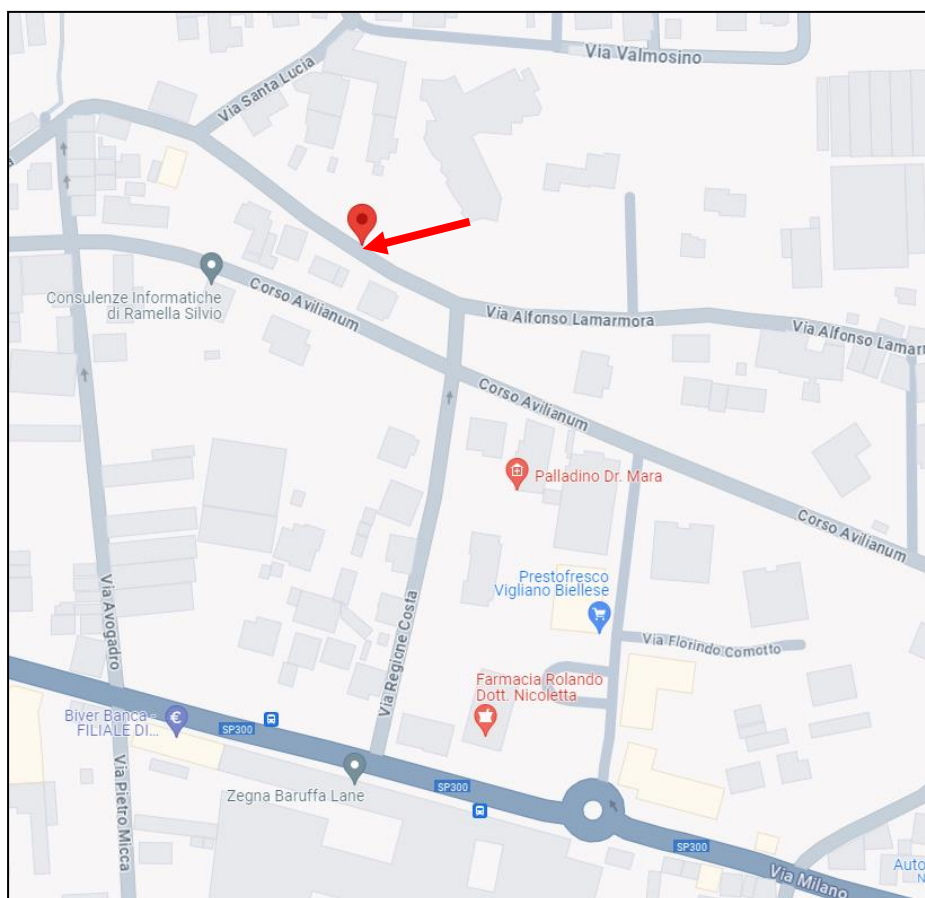 Via Valmosino
Via Santa Lucia
Consulenze Informatiche
di Ramella Silvio
Corso Avilianum
Via Alfonso Lamarmora
Via Alfonso Lamarm
Corso Avilianum
Palladino Dr. Mara
Corso Avilianum
Prestofresco
Vigliano Biellese
Via Avogadro
Via Regione Costa
Via Florindo Comotto
Farmacia Rolando
Dott. Nicoletta
Biver Banca -
FILIALE DI...
€
SP300
Via Pietro Micca
Zegna Baruffa Lane
SP300
SP300
Via Milano
Auto
N